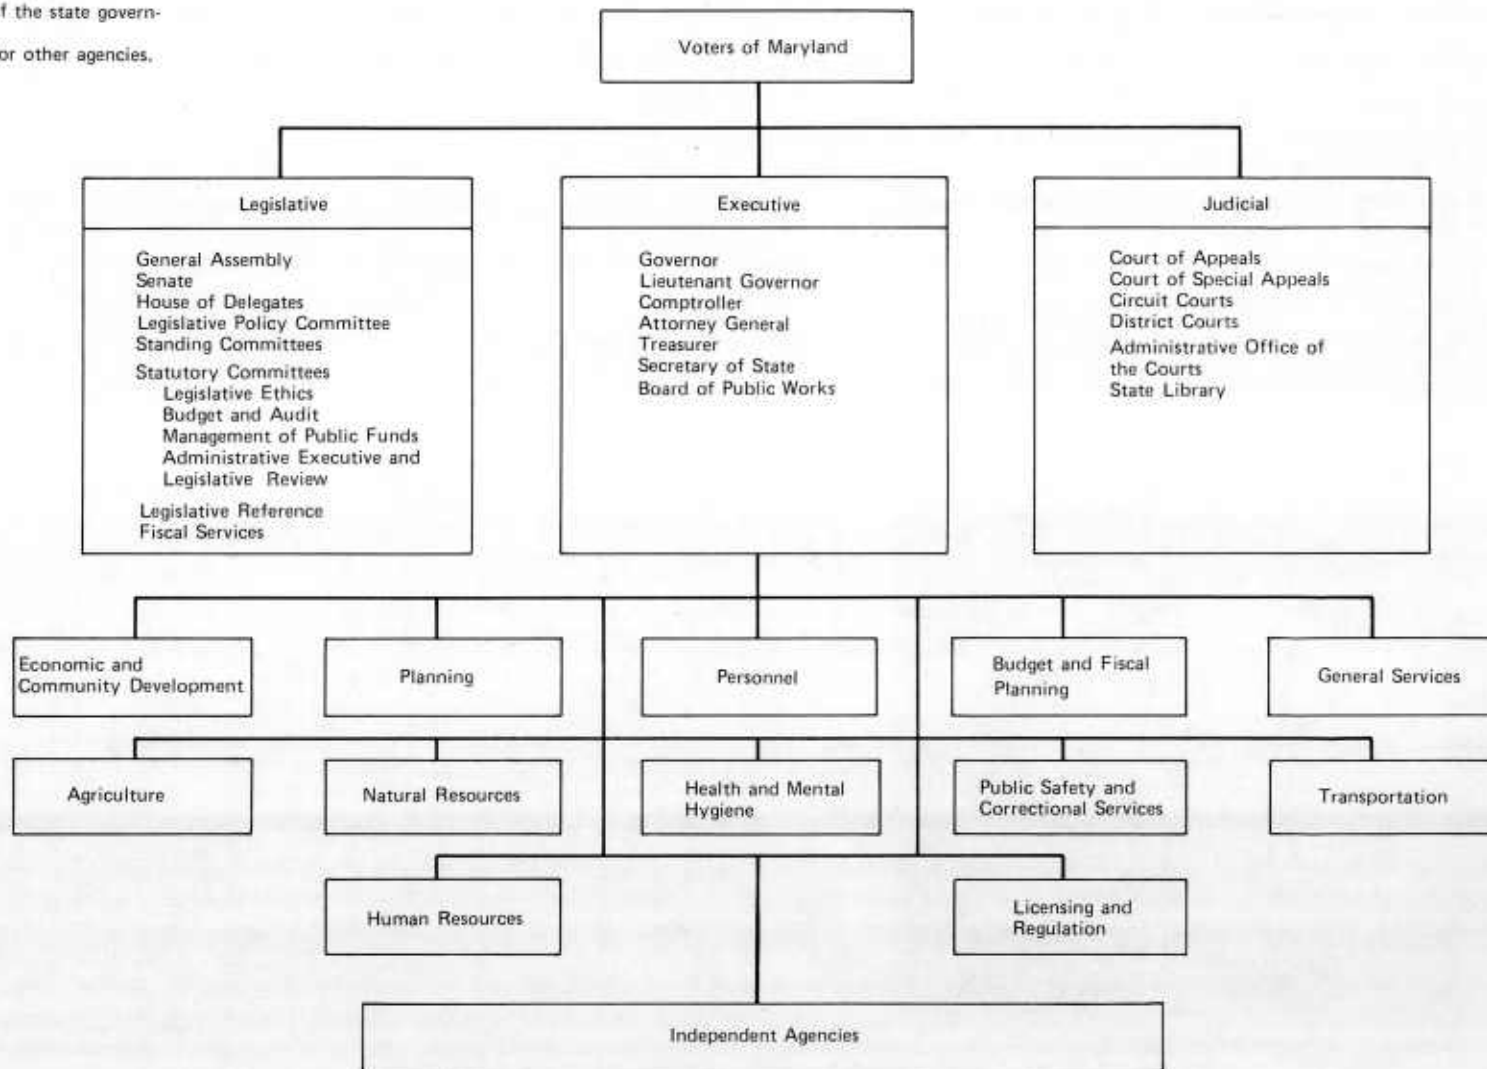 f the state govern-
or other agencies.
Voters of Maryland
Legislative
General Assembly
Senate
House of Delegates
Legislative Policy Committee
Standing Committees
Statutory Committees
Legislative Ethics
Budget and Audit
Management of Public Funds
Administrative Executive and
Legislative Review
Legislative Reference
Fiscal Services
Executive
Governor
Lieutenant Governor
Comptroller
Attorney General
Treasurer
Secretary of State
Board of Public Works
Judicial
Court of Appeals
Court of Special Appeals
Circuit Courts
District Courts
Administrative Office of
the Courts
State Library
Economic and
Community Development
Planning
Personnel
Budget and Fiscal
Planning
General Services
Agriculture
Natural Resources
Health and Mental
Hygiene
Public Safety and
Correctional Services
Transportation
Human Resources
Licensing and
Regulation
Independent Agencies